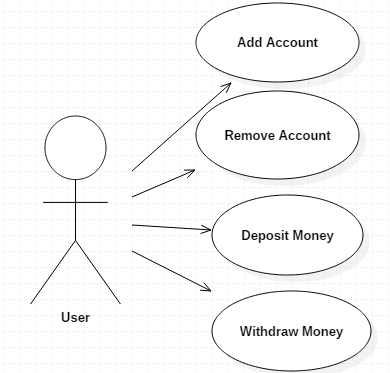 Add Account
Remove Account
Deposit Money
Withdraw Money
User